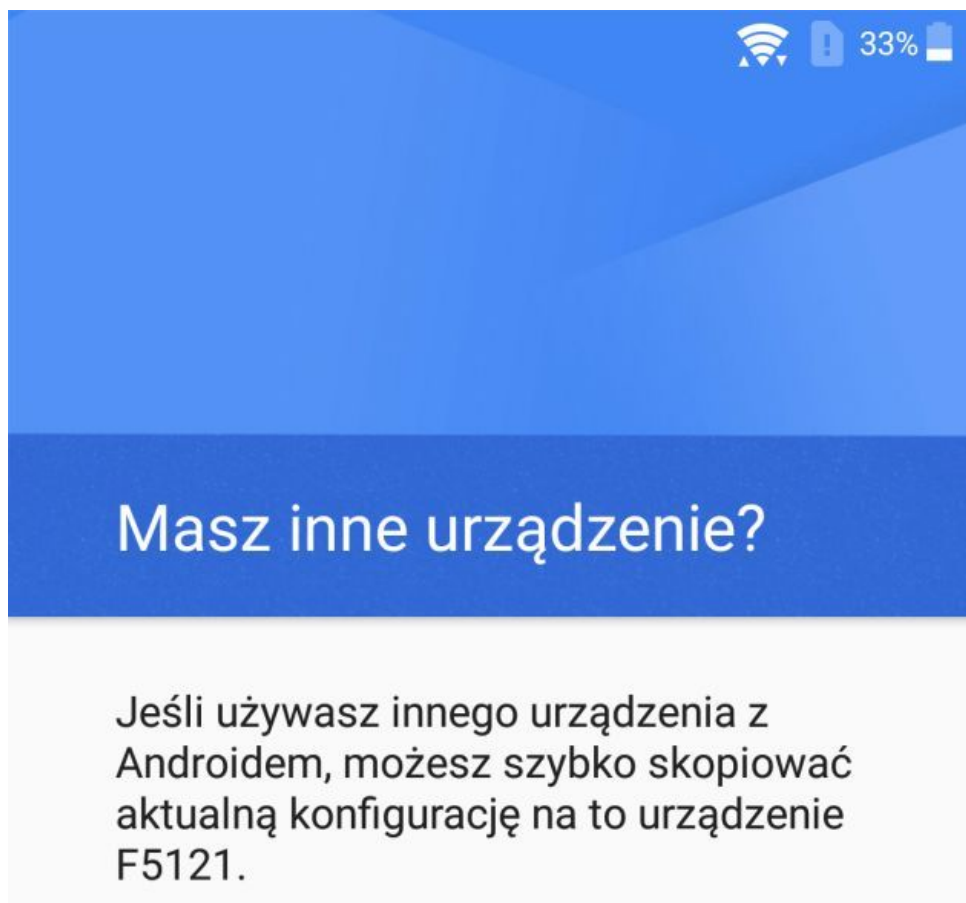 33%
Masz inne urządzenie?
Jeśli używasz innego urządzenia z
Androidem, możesz szybko skopiować
aktualną konfigurację na to urządzenie
F5121.